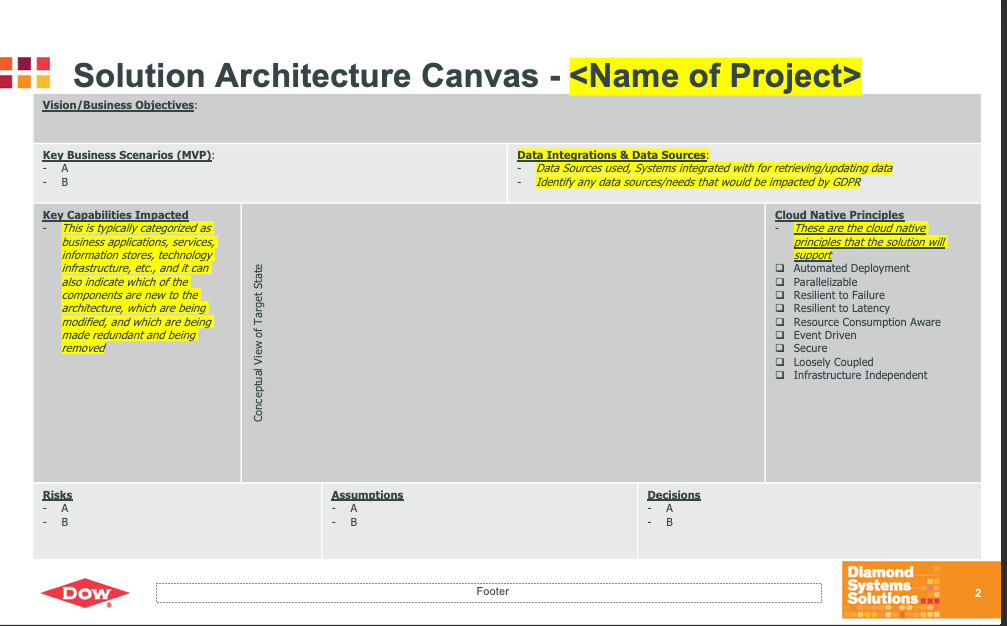 Solution Architecture Canvas - <Name of Project>
Vision/Business Objectives:
Key Business Scenarios (MVP):
- A
- B
Data Integrations & Data Sources:
- Data Sources used, Systems integrated with for retrieving/updating data
- Identify any data sources/needs that would be impacted by GDPR
Key Capabilities Impacted
- This is typically categorized as
business applications, services,
information stores, technology
infrastructure, etc., and it can
also indicate which of the
components are new to the
architecture, which are being
modified, and which are being
made redundant and being
removed
Conceptual View of Target State
Cloud Native Principles
- These are the cloud native
principles that the solution will
support
❑ Automated Deployment
❑ Parallelizable
❑ Resilient to Failure
❑ Resilient to Latency
❑ Resource Consumption Aware
❑ Event Driven
❑ Secure
❑ Loosely Coupled
❑ Infrastructure Independent
Risks
- A
- B
Assumptions
- A
- B
Decisions
- A
- B
DOW®
Footer
Diamond
Systems
Solutions
2